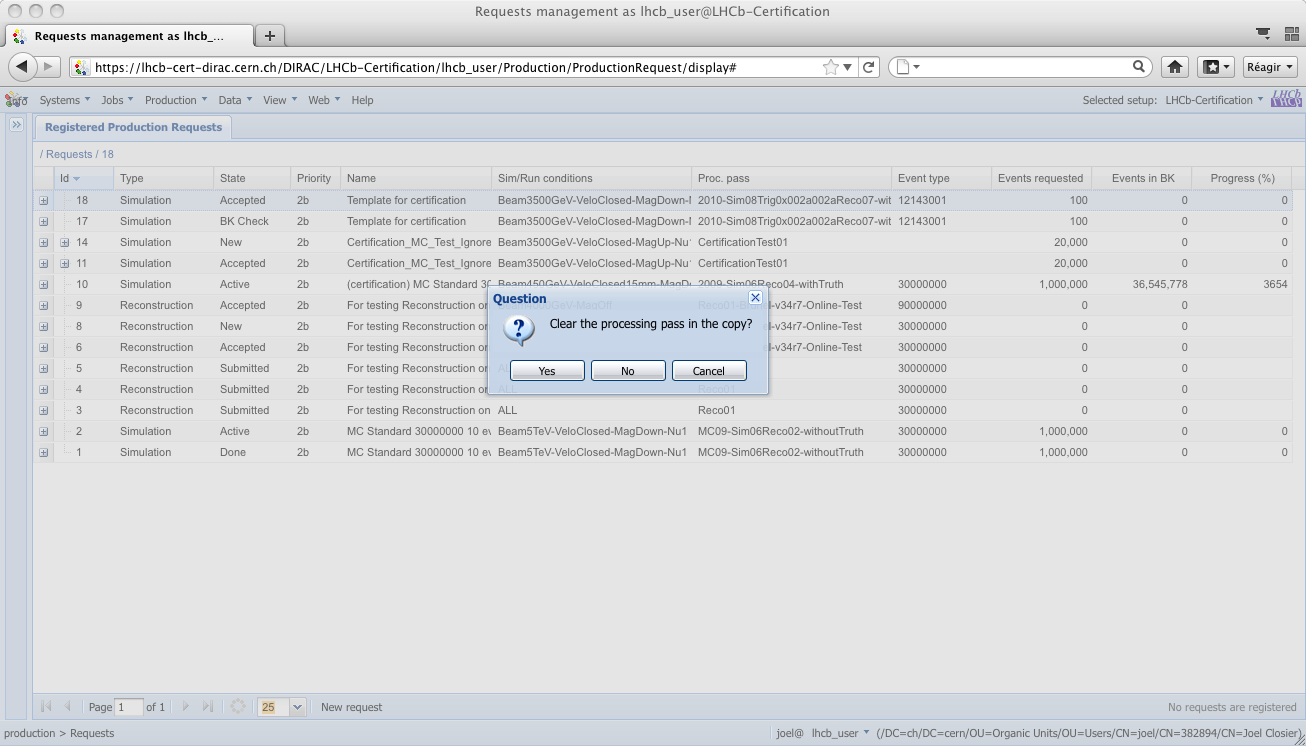 Requests management as lhcb_user@LHCb-Certification
Requests management as lhcb_...
https://lhcb-cert-dirac.cern.ch/DIRAC/LHCb-Certification/lhcb_user/Production/ProductionRequest/display#
Réagir
Systems Jobs Production Data View Web Help Selected setup: LHCb-Certification LHCb
Registered Production Requests
/ Requests / 18
Id Type State Priority Name Sim/Run conditions Proc. pass Event type Events requested Events in BK Progress (%)
18 Simulation Accepted 2b Template for certification Beam3500GeV-VeloClosed-MagDown- 2010-Sim08Trig0x002a002aReco07-wit 12143001 100 0 0
17 Simulation BK Check 2b Template for certification Beam3500GeV-VeloClosed-MagDown- 2010-Sim08Trig0x002a002aReco07-wit 12143001 100 0 0
14 Simulation New 2b Certification_MC_Test_Ignore Beam3500GeV-VeloClosed-MagUp-Nu CertificationTest01 20,000 0 0
11 Simulation Accepted 2b Certification_MC_Test_Ignore Beam3500GeV-VeloClosed-MagUp-Nu CertificationTest01 20,000 0 0
10 Simulation Active 2b (certification) MC Standard 30 Beam450GeV-VeloClosed15mm-MagD 2009-Sim06Reco04-withTruth 30000000 1,000,000 36,545,778 3654
9 Reconstruction Accepted 2b For testing Reconstruction on -v34r7-Online-Test 90000000 0 0
8 Reconstruction New 2b For testing Reconstruction on -v34r7-Online-Test 30000000 0 0
6 Reconstruction Accepted 2b For testing Reconstruction on -v34r7-Online-Test 30000000 0 0
5 Reconstruction Submitted 2b For testing Reconstruction on 30000000 0 0
4 Reconstruction Submitted 2b For testing Reconstruction on ALL Reco01 30000000 0 0
3 Reconstruction Submitted 2b For testing Reconstruction on ALL Reco01 30000000 0 0
2 Simulation Active 2b MC Standard 30000000 10 ev Beam5TeV-VeloClosed-MagDown-Nu1 MC09-Sim06Reco02-withoutTruth 30000000 1,000,000 0 0
1 Simulation Done 2b MC Standard 30000000 10 ev Beam5TeV-VeloClosed-MagDown-Nu1 MC09-Sim06Reco02-withoutTruth 30000000 1,000,000 0 0
Question
Clear the processing pass in the copy?
Yes No Cancel
Page 1 of 1 25 New request No requests are registered
production > Requests joel@ lhcb_user (/DC=ch/DC=cern/OU=Organic Units/OU=Users/CN=joel/CN=382894/CN=Joel Closier)